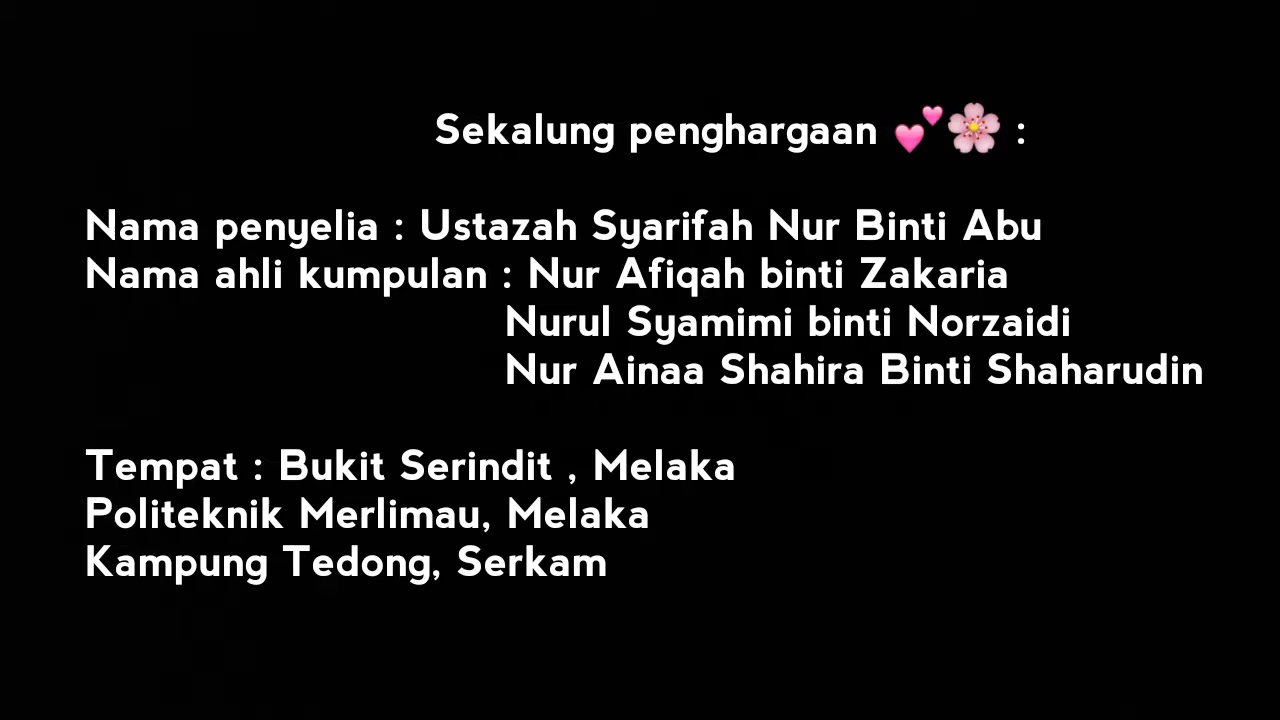 Sekalung penghargaan 💕🌸 :
Nama penyelia : Ustazah Syarifah Nur Binti Abu
Nama ahli kumpulan : Nur Afiqah binti Zakaria
Nurul Syamimi binti Norzaidi
Nur Ainaa Shahira Binti Shaharudin
Tempat : Bukit Serindit , Melaka
Politeknik Merlimau, Melaka
Kampung Tedong, Serkam